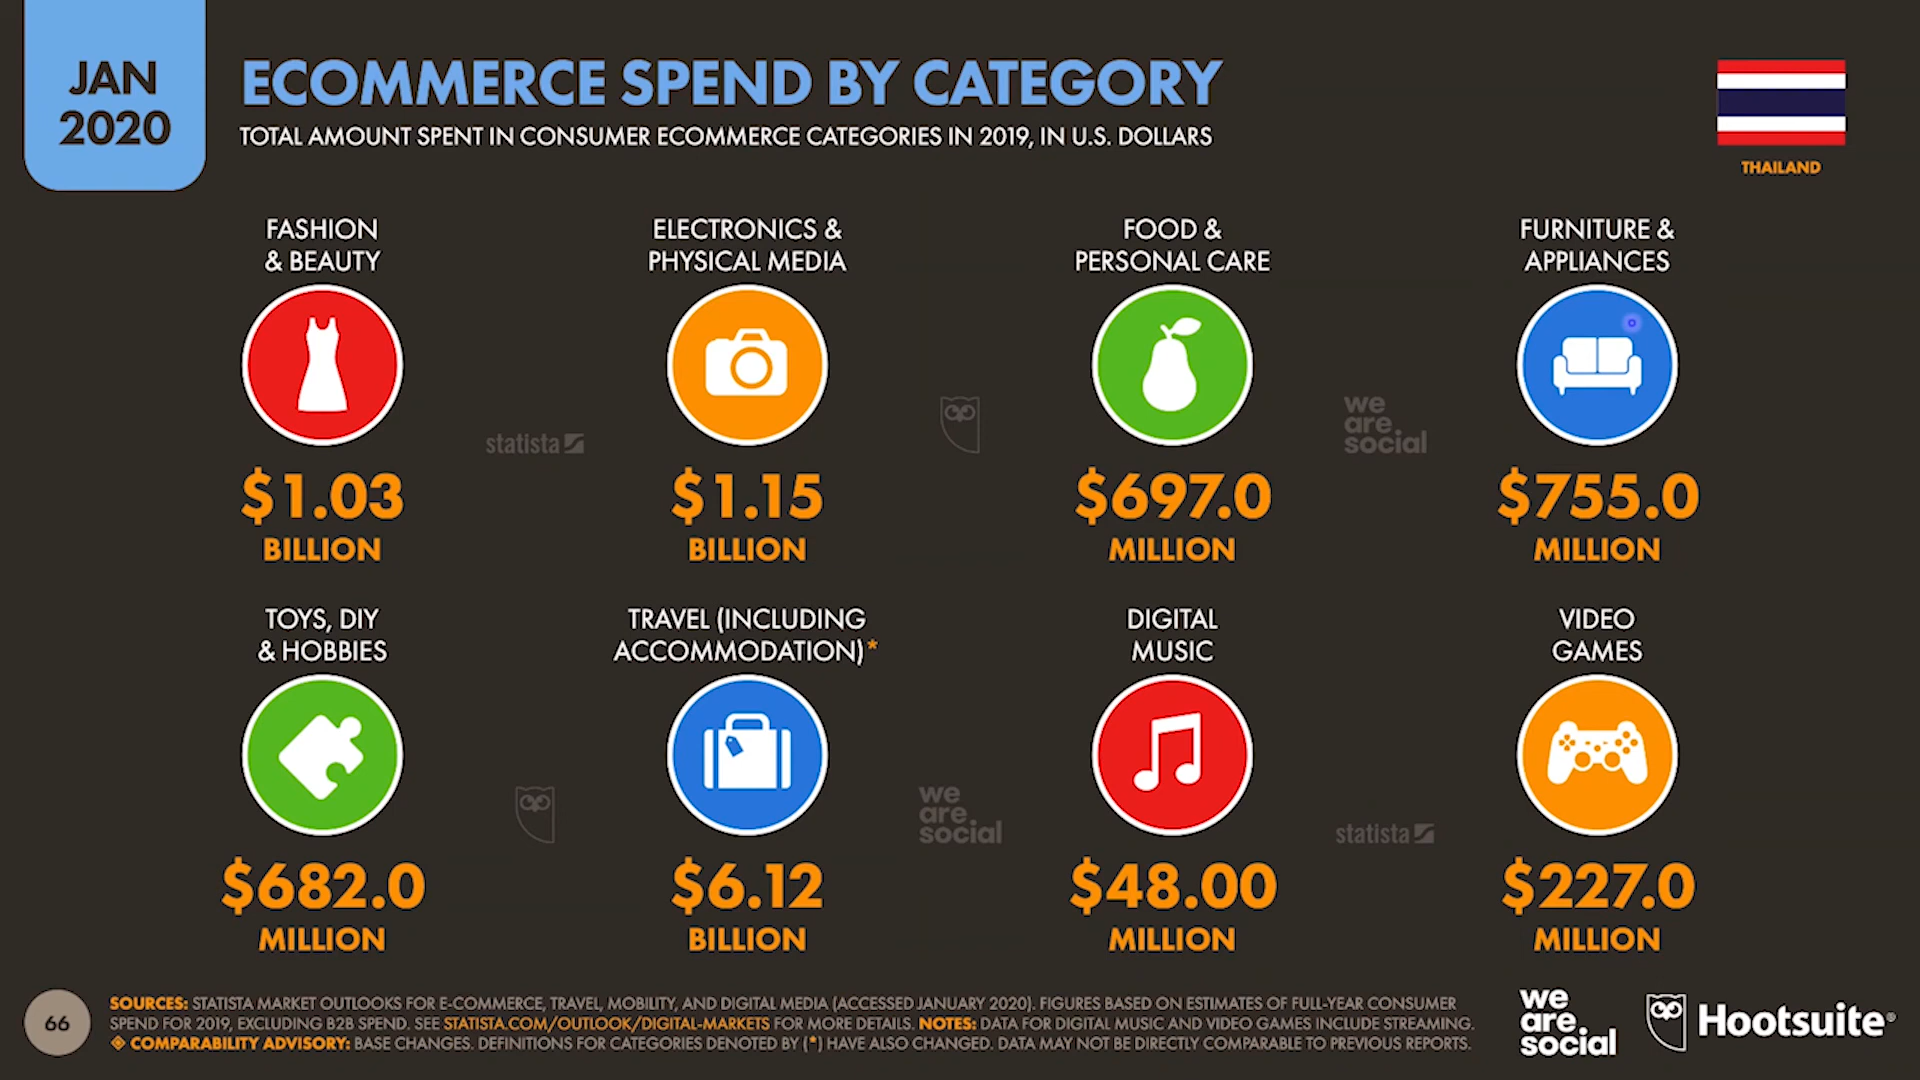 JAN
2020
ECOMMERCE SPEND BY CATEGORY
TOTAL AMOUNT SPENT IN CONSUMER ECOMMERCE CATEGORIES IN 2019, IN U.S. DOLLARS
THAILAND
FASHION
& BEAUTY
$1.03
BILLION
ELECTRONICS &
PHYSICAL MEDIA
$1.15
BILLION
FOOD &
PERSONAL CARE
$697.0
MILLION
FURNITURE &
APPLIANCES
$755.0
MILLION
statista
we
are.
social
TOYS, DIY
& HOBBIES
$682.0
MILLION
TRAVEL (INCLUDING
ACCOMMODATION)*
$6.12
BILLION
DIGITAL
MUSIC
$48.00
MILLION
VIDEO
GAMES
$227.0
MILLION
we
are.
social
statista
66
SOURCES: STATISTA MARKET OUTLOOKS FOR E-COMMERCE, TRAVEL, MOBILITY, AND DIGITAL MEDIA (ACCESSED JANUARY 2020). FIGURES BASED ON ESTIMATES OF FULL-YEAR CONSUMER
SPEND FOR 2019, EXCLUDING B2B SPEND. SEE STATISTA.COM/OUTLOOK/DIGITAL-MARKETS FOR MORE DETAILS. NOTES: DATA FOR DIGITAL MUSIC AND VIDEO GAMES INCLUDE STREAMING.
❖ COMPARABILITY ADVISORY: BASE CHANGES. DEFINITIONS FOR CATEGORIES DENOTED BY (*) HAVE ALSO CHANGED. DATA MAY NOT BE DIRECTLY COMPARABLE TO PREVIOUS REPORTS.
we
are.
social
Hootsuite®